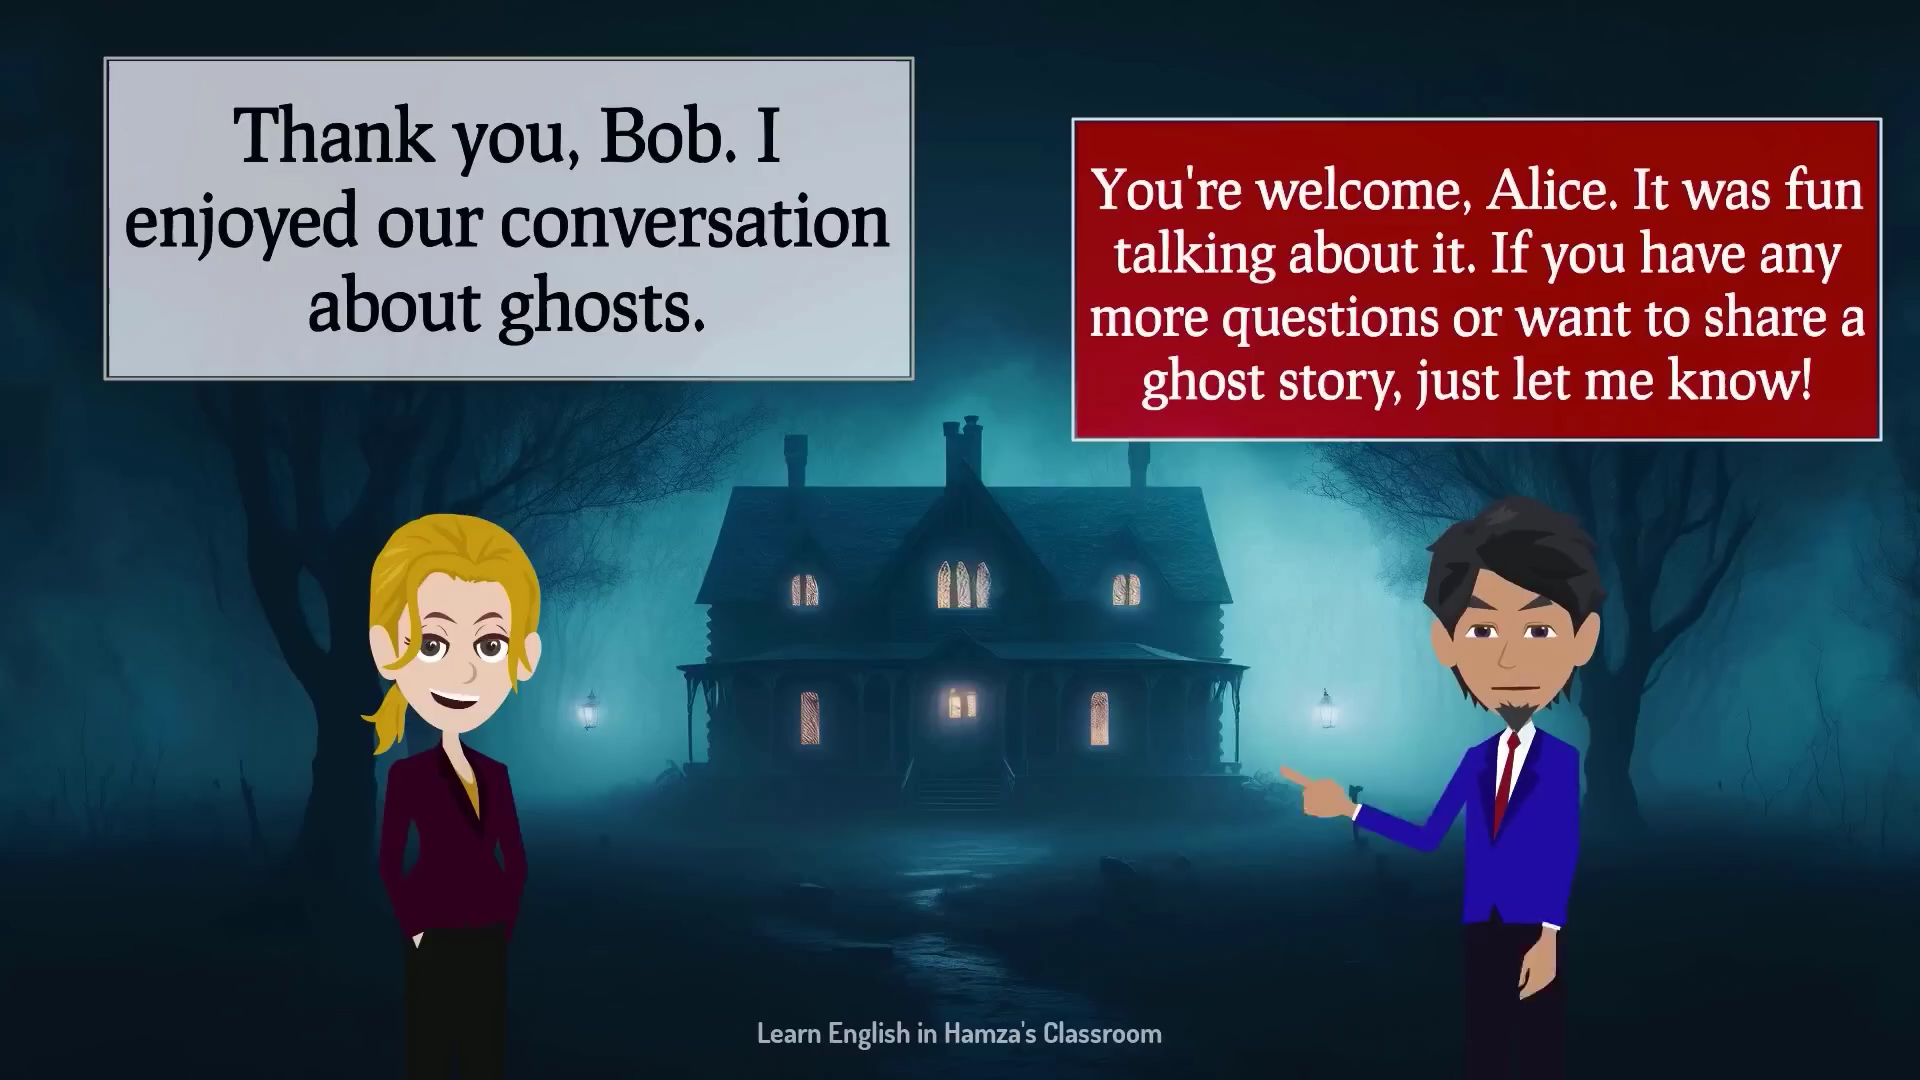 Thank you, Bob. I
enjoyed our conversation
about ghosts.
You're welcome, Alice. It was fun
talking about it. If you have any
more questions or want to share a
ghost story, just let me know!
Learn English in Hamza's Classroom